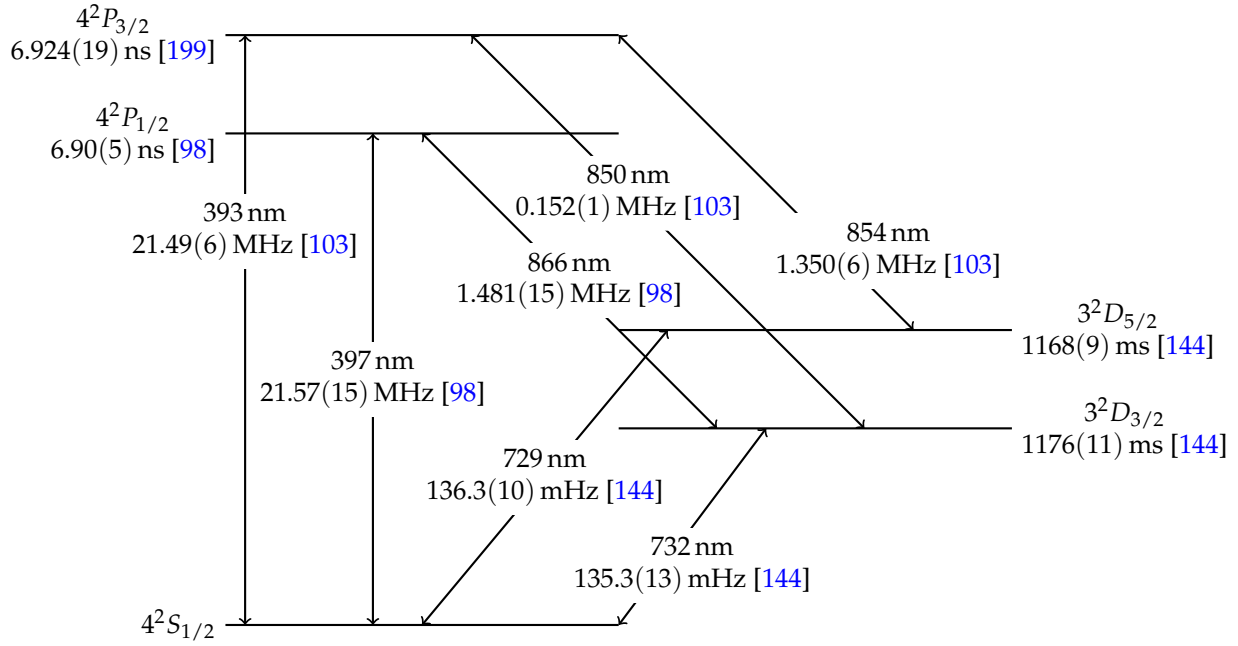 4²P₃/₂
6.924(19) ns [199]
4²P₁/₂
6.90(5) ns [98]
850 nm
0.152(1) MHz [103]
393 nm
21.49(6) MHz [103]
854 nm
1.350(6) MHz [103]
866 nm
1.481(15) MHz [98]
3²D₅/₂
1168(9) ms [144]
397 nm
21.57(15) MHz [98]
3²D₃/₂
1176(11) ms [144]
729 nm
136.3(10) mHz [144]
732 nm
135.3(13) mHz [144]
4²S₁/₂